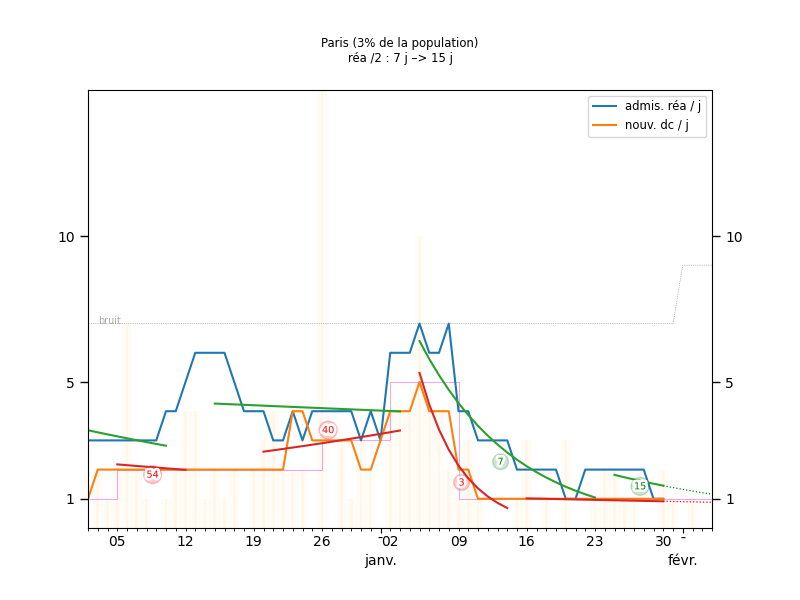 Paris (3% de la population)
réa /2 : 7 j –> 15 j
admis. réa / j
nouv. dc / j
10
10
bruit
5
5
40
7
54
3
15
1
1
05
12
19
26
02
09
16
23
30
janv.
févr.